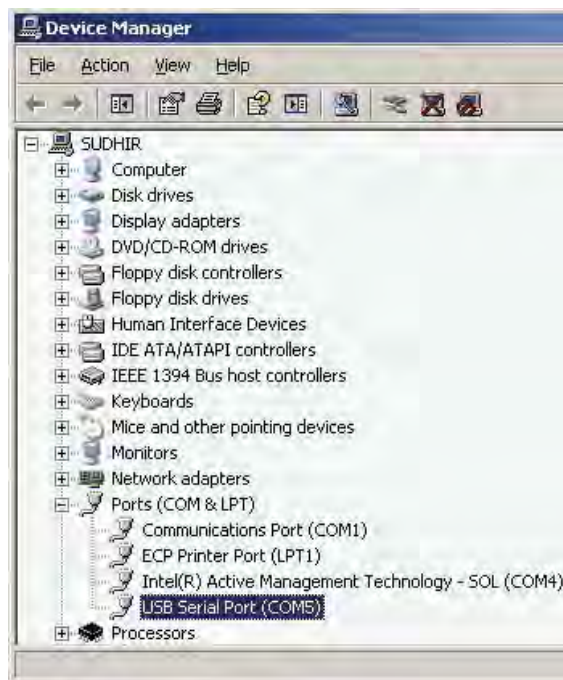 Device Manager
File Action View Help
SUDHIR
Computer
Disk drives
Display adapters
DVD/CD-ROM drives
Floppy disk controllers
Floppy disk drives
Human Interface Devices
IDE ATA/ATAPI controllers
IEEE 1394 Bus host controllers
Keyboards
Mice and other pointing devices
Monitors
Network adapters
Ports (COM & LPT)
Communications Port (COM1)
ECP Printer Port (LPT1)
Intel(R) Active Management Technology - SOL (COM4)
USB Serial Port (COM5)
Processors